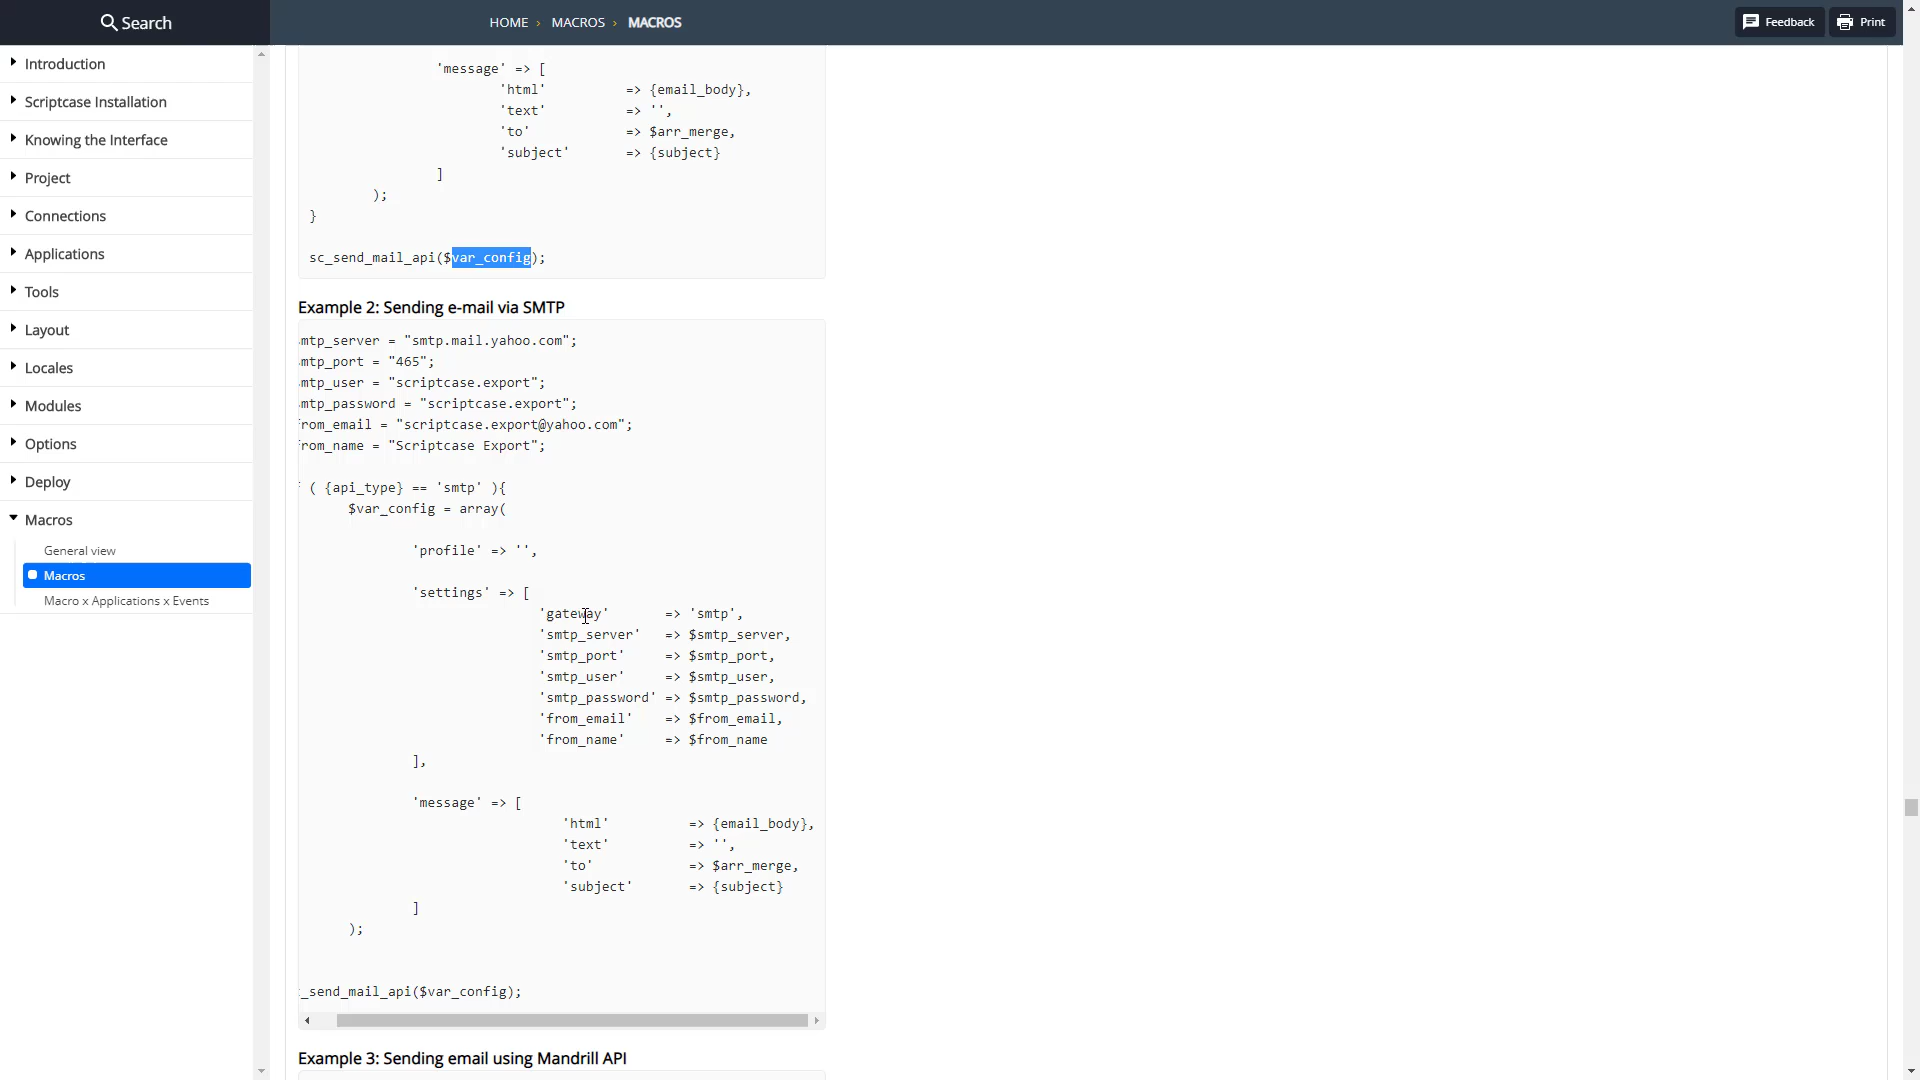 Search
HOME › MACROS › MACROS
Feedback
Print
Introduction
Scriptcase Installation
Knowing the Interface
Project
Connections
Applications
Tools
Layout
Locales
Modules
Options
Deploy
Macros
General view
Macros
Macro x Applications x Events
'message' => [
'html' => {email_body},
'text' => '',
'to' => $arr_merge,
'subject' => {subject}
]
);
}
sc_send_mail_api($var_config);
Example 2: Sending e-mail via SMTP
mtp_server = "smtp.mail.yahoo.com";
mtp_port = "465";
mtp_user = "scriptcase.export";
mtp_password = "scriptcase.export";
rom_email = "scriptcase.export@yahoo.com";
rom_name = "Scriptcase Export";
( {api_type} == 'smtp' ){
$var_config = array(
'profile' => '',
'settings' => [
'gateway' => 'smtp',
'smtp_server' => $smtp_server,
'smtp_port' => $smtp_port,
'smtp_user' => $smtp_user,
'smtp_password' => $smtp_password,
'from_email' => $from_email,
'from_name' => $from_name
],
'message' => [
'html' => {email_body},
'text' => '',
'to' => $arr_merge,
'subject' => {subject}
]
);
_send_mail_api($var_config);
Example 3: Sending email using Mandrill API